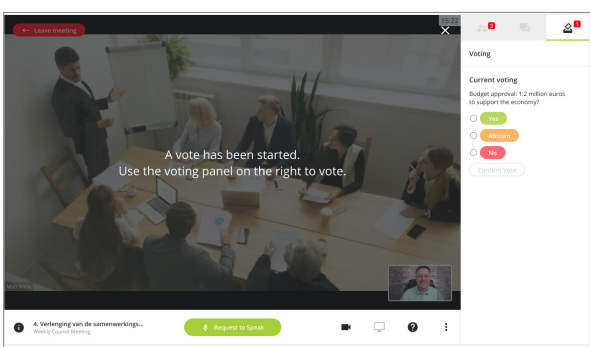 ← Leave meeting
15:22
3
1
Voting
Current voting
Budget approval: 1.2 million euros
to support the economy?
Yes
Abstain
No
Confirm Vote
A vote has been started.
Use the voting panel on the right to vote.
4. Verlenging van de samenwerkings...
Weekly Council Meeting
Request to Speak